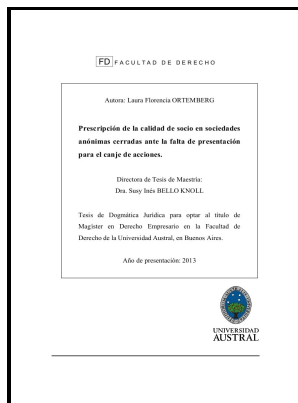 FD FACULTAD DE DERECHO
Autora: Laura Florencia ORTEMBERG
Prescripción de la calidad de socio en sociedades
anónimas cerradas ante la falta de presentación
para el canje de acciones.
Directora de Tesis de Maestría:
Dra. Susy Inés BELLO KNOLL
Tesis de Dogmática Jurídica para optar al título de
Magíster en Derecho Empresario en la Facultad de
Derecho de la Universidad Austral, en Buenos Aires.
Año de presentación: 2013
UNIVERSIDAD
AUSTRAL